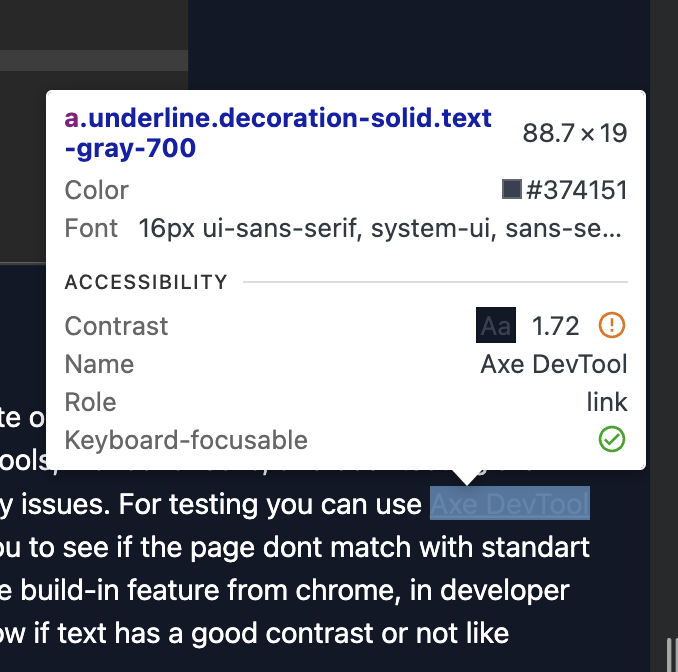 a.underline.decoration-solid.text
-gray-700
88.7 × 19
Color #374151
Font 16px ui-sans-serif, system-ui, sans-se...
ACCESSIBILITY
Contrast Aa 1.72
Name Axe DevTool
Role link
Keyboard-focusable
te o
ools,
y issues. For testing you can use Axe DevTool
ou to see if the page dont match with standart
e build-in feature from chrome, in developer
ow if text has a good contrast or not like